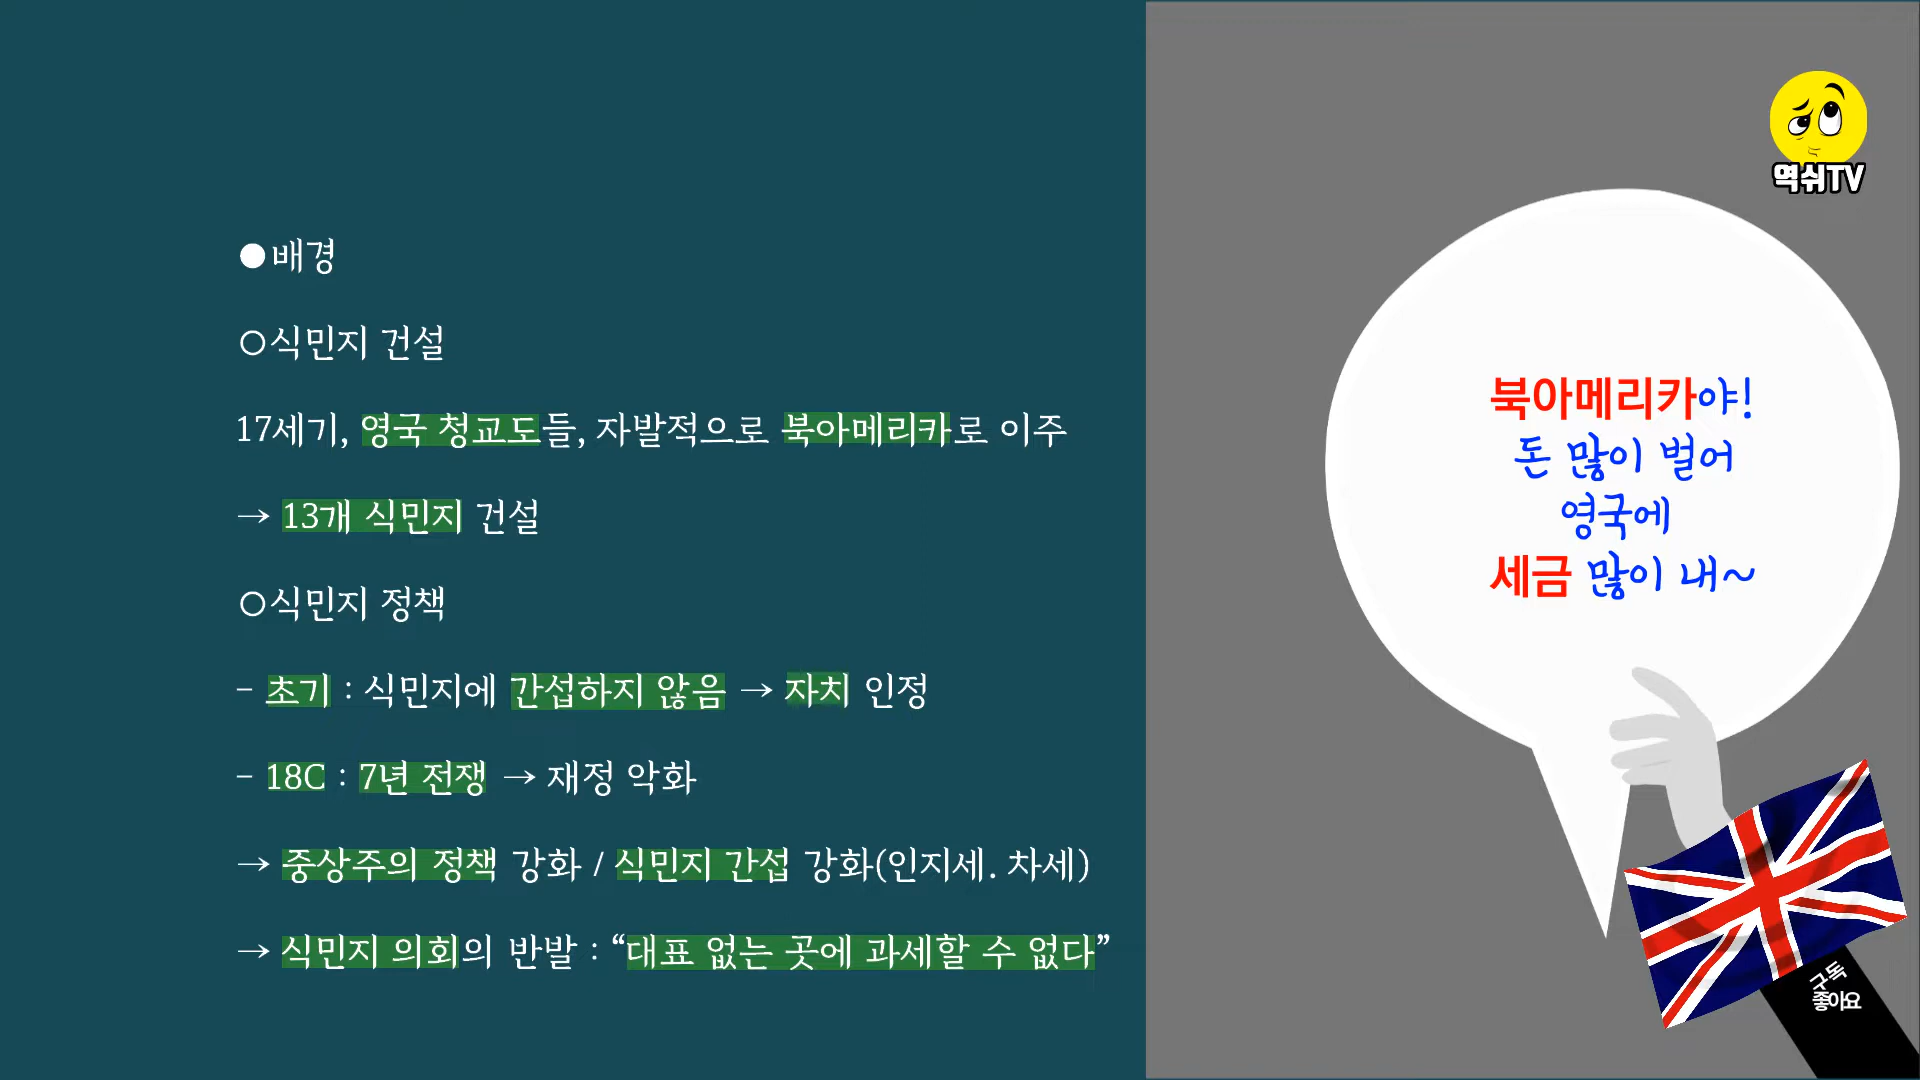 ●배경
○식민지 건설
17세기, 영국 청교도들, 자발적으로 북아메리카로 이주
→ 13개 식민지 건설
○식민지 정책
- 초기 : 식민지에 간섭하지 않음 → 자치 인정
- 18C : 7년 전쟁 → 재정 악화
→ 중상주의 정책 강화 / 식민지 간섭 강화(인지세. 차세)
→ 식민지 의회의 반발 : “대표 없는 곳에 과세할 수 없다”
역쉬TV
북아메리카야!
돈 많이 벌어
영국에
세금 많이 내~
구독
좋아요